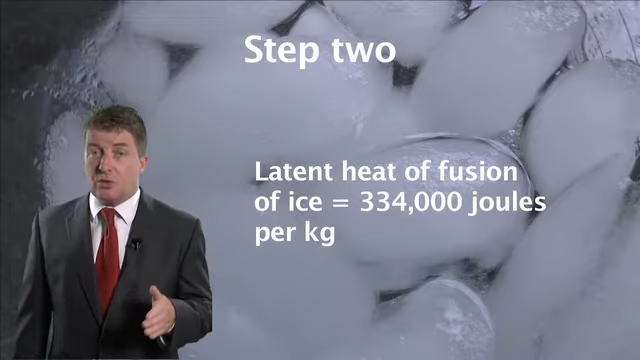 Step two
Latent heat of fusion
of ice = 334,000 joules
per kg